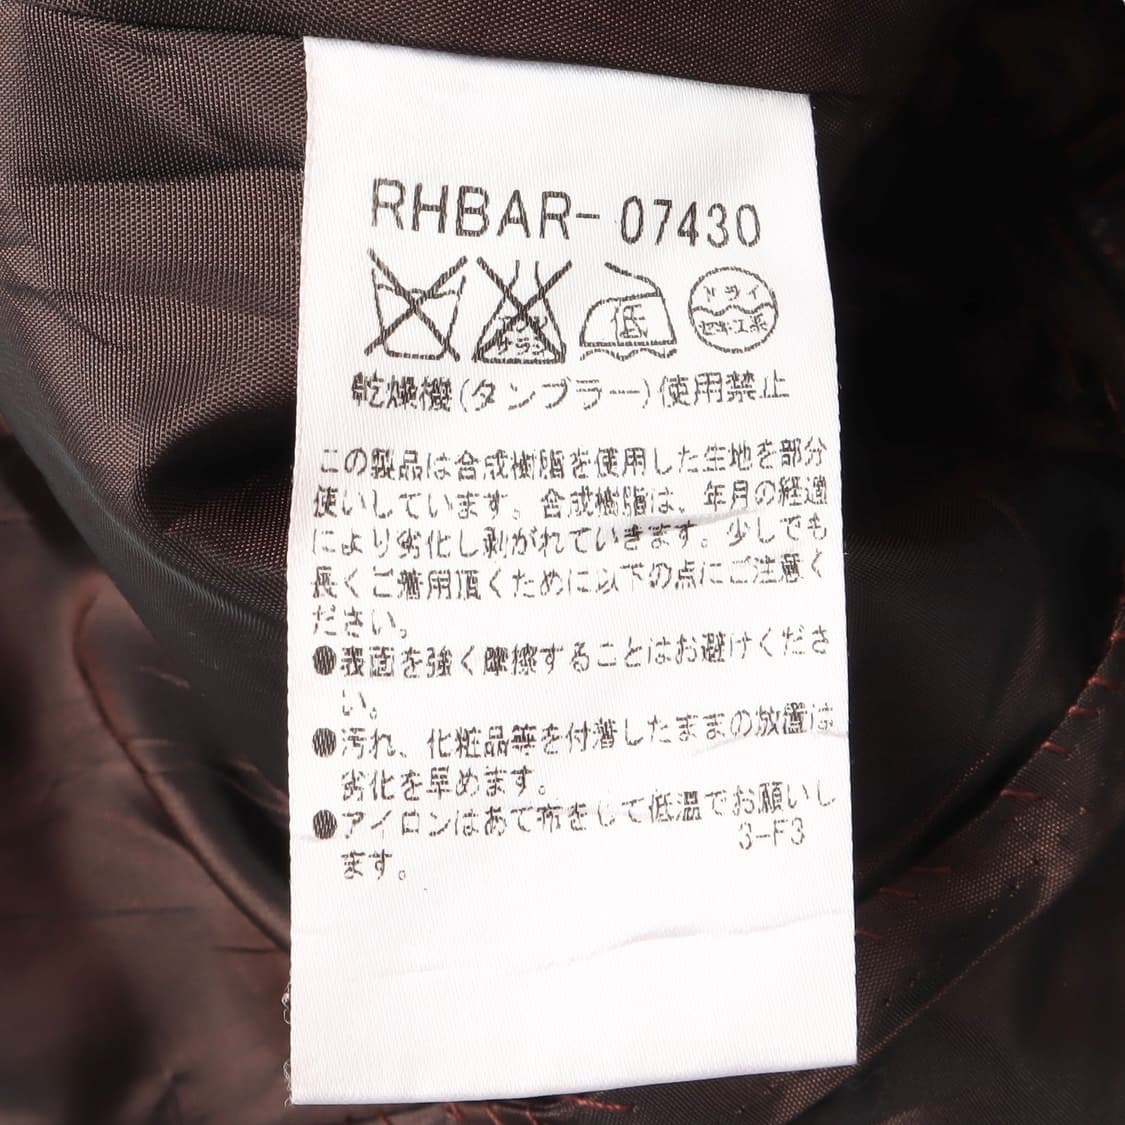 RHBAR- 07430
エンソ サラシ 低 ドライ セキユ系
乾燥機(タンブラー)使用禁止
この製品は合成樹脂を使用した生地を部分
使いしています。合成樹脂は、年月の経過
により劣化し剥がれていきます。少しでも
長くご着用頂くために以下の点にご注意く
ださい。
●表面を強く摩擦することはお避けくださ
い。
●汚れ、化粧品等を付着したままの放置は
劣化を早めます。
●アイロンはあて布をして低温でお願いし
ます。
3-F3